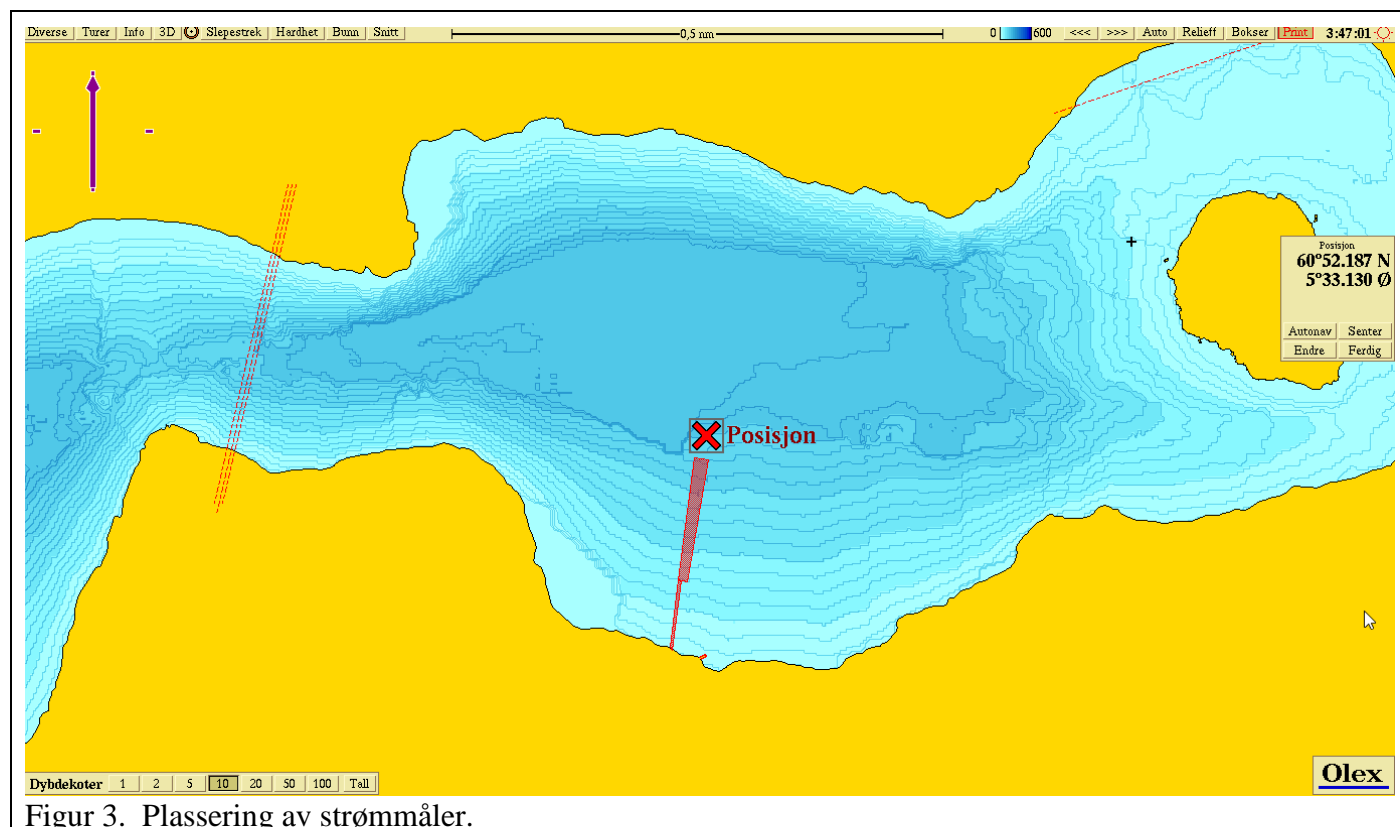 Diverse Turer Info 3D Slepestrek Hardhet Bunn Snitt 0,5 nm 0 600 <<< >>> Auto Relieff Bokser Print 3:47:01
Posisjon
60°52.187 N
5°33.130 Ø
Autonav Senter
Endre Ferdig
Posisjon
Dybdekoter 1 2 5 10 20 50 100 Tall
Olex
Figur 3. Plassering av strømmåler.